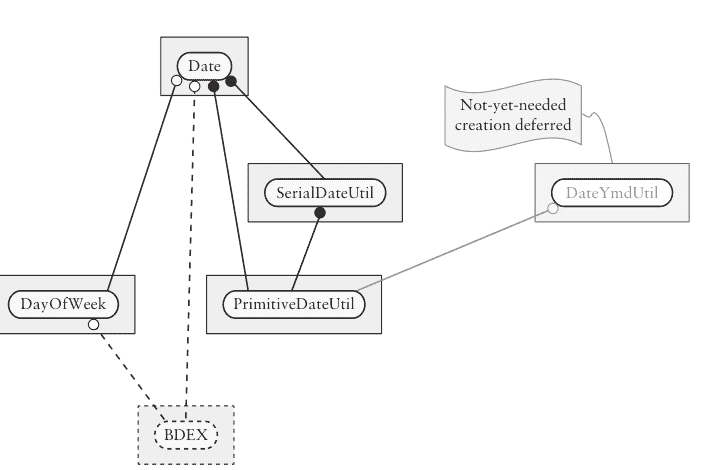 Date
Not-yet-needed
creation deferred
SerialDateUtil
DateYmdUtil
DayOfWeek
PrimitiveDateUtil
BDEX